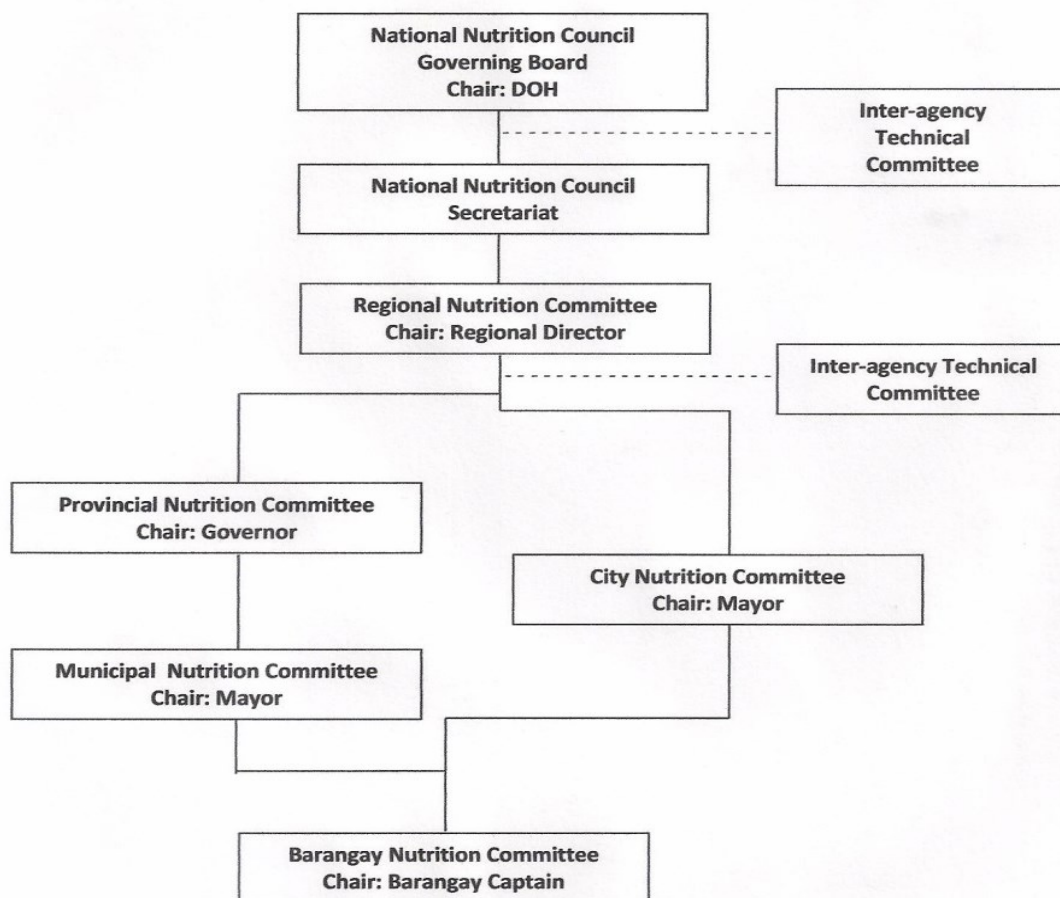 National Nutrition Council
Governing Board
Chair: DOH
Inter-agency
Technical
Committee
National Nutrition Council
Secretariat
Regional Nutrition Committee
Chair: Regional Director
Inter-agency Technical
Committee
Provincial Nutrition Committee
Chair: Governor
City Nutrition Committee
Chair: Mayor
Municipal Nutrition Committee
Chair: Mayor
Barangay Nutrition Committee
Chair: Barangay Captain